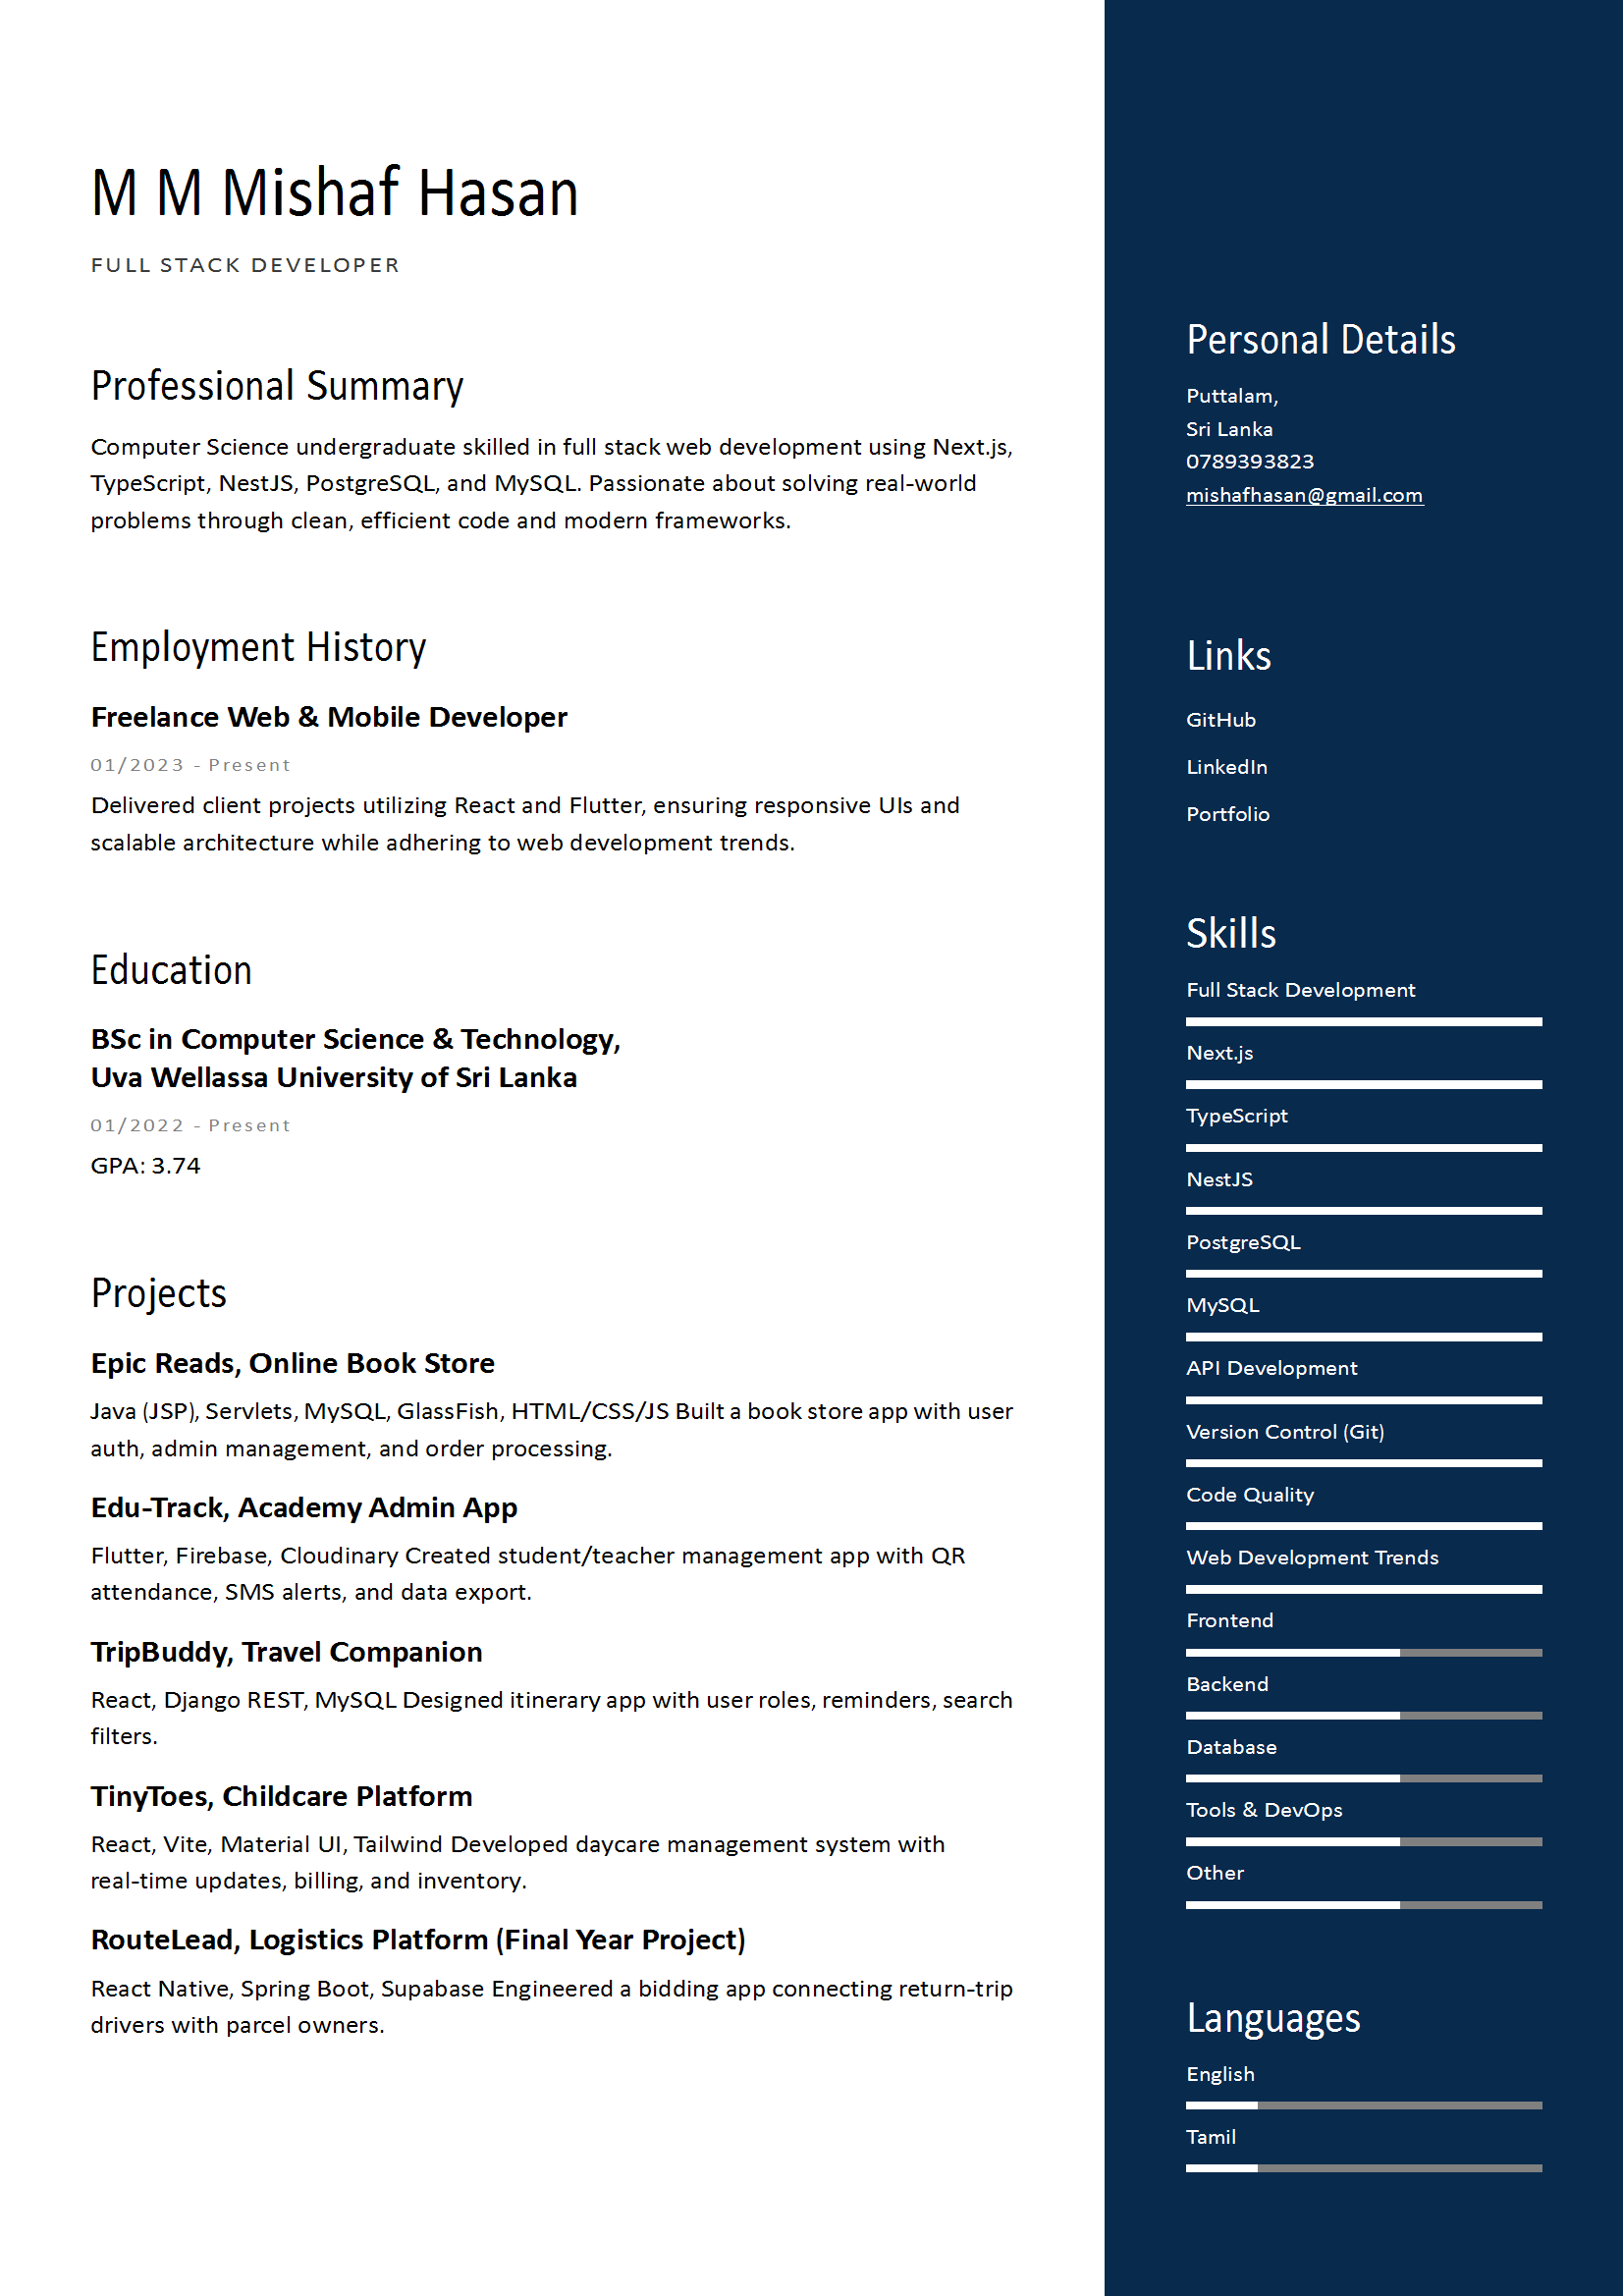 M M Mishaf Hasan
FULL STACK DEVELOPER
Professional Summary
Computer Science undergraduate skilled in full stack web development using Next.js,
TypeScript, NestJS, PostgreSQL, and MySQL. Passionate about solving real-world
problems through clean, efficient code and modern frameworks.
Employment History
Freelance Web & Mobile Developer
01/2023 - Present
Delivered client projects utilizing React and Flutter, ensuring responsive UIs and
scalable architecture while adhering to web development trends.
Education
BSc in Computer Science & Technology,
Uva Wellassa University of Sri Lanka
01/2022 - Present
GPA: 3.74
Projects
Epic Reads, Online Book Store
Java (JSP), Servlets, MySQL, GlassFish, HTML/CSS/JS Built a book store app with user
auth, admin management, and order processing.
Edu-Track, Academy Admin App
Flutter, Firebase, Cloudinary Created student/teacher management app with QR
attendance, SMS alerts, and data export.
TripBuddy, Travel Companion
React, Django REST, MySQL Designed itinerary app with user roles, reminders, search
filters.
TinyToes, Childcare Platform
React, Vite, Material UI, Tailwind Developed daycare management system with
real-time updates, billing, and inventory.
RouteLead, Logistics Platform (Final Year Project)
React Native, Spring Boot, Supabase Engineered a bidding app connecting return-trip
drivers with parcel owners.
Personal Details
Puttalam,
Sri Lanka
0789393823
mishafhasan@gmail.com
Links
GitHub
LinkedIn
Portfolio
Skills
Full Stack Development
Next.js
TypeScript
NestJS
PostgreSQL
MySQL
API Development
Version Control (Git)
Code Quality
Web Development Trends
Frontend
Backend
Database
Tools & DevOps
Other
Languages
English
Tamil